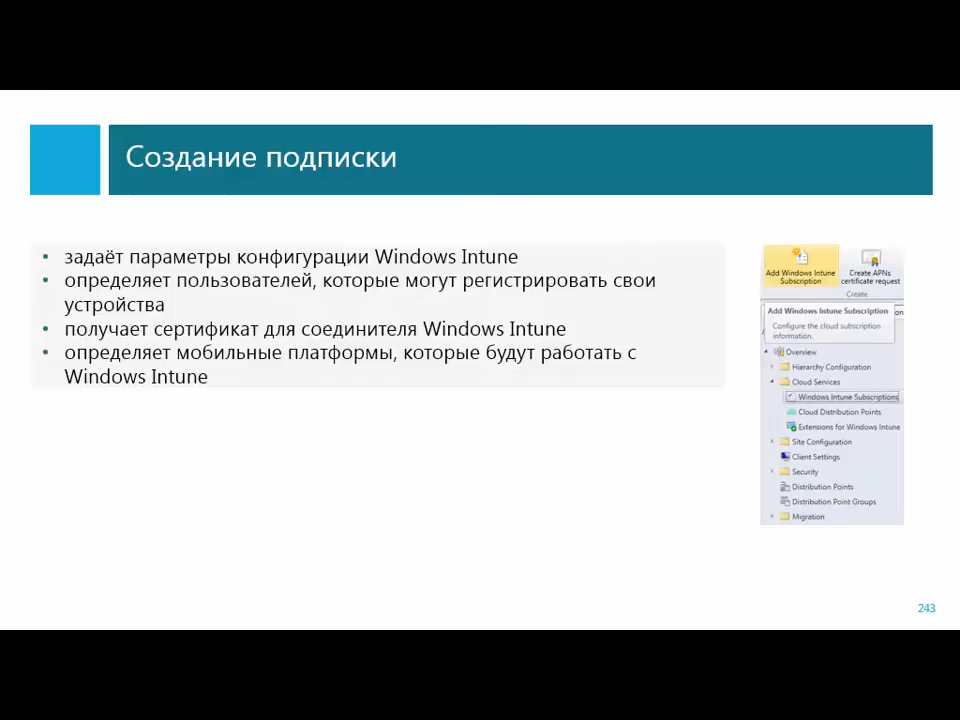 Создание подписки
• задаёт параметры конфигурации Windows Intune
• определяет пользователей, которые могут регистрировать свои
устройства
• получает сертификат для соединителя Windows Intune
• определяет мобильные платформы, которые будут работать с
Windows Intune
Add Windows Intune
Subscription
Create APNs
certificate request
Create
Add Windows Intune Subscription
Configure the cloud subscription
information.
Overview
Hierarchy Configuration
Cloud Services
Windows Intune Subscriptions
Cloud Distribution Points
Extensions for Windows Intune
Site Configuration
Client Settings
Security
Distribution Points
Distribution Point Groups
Migration
243